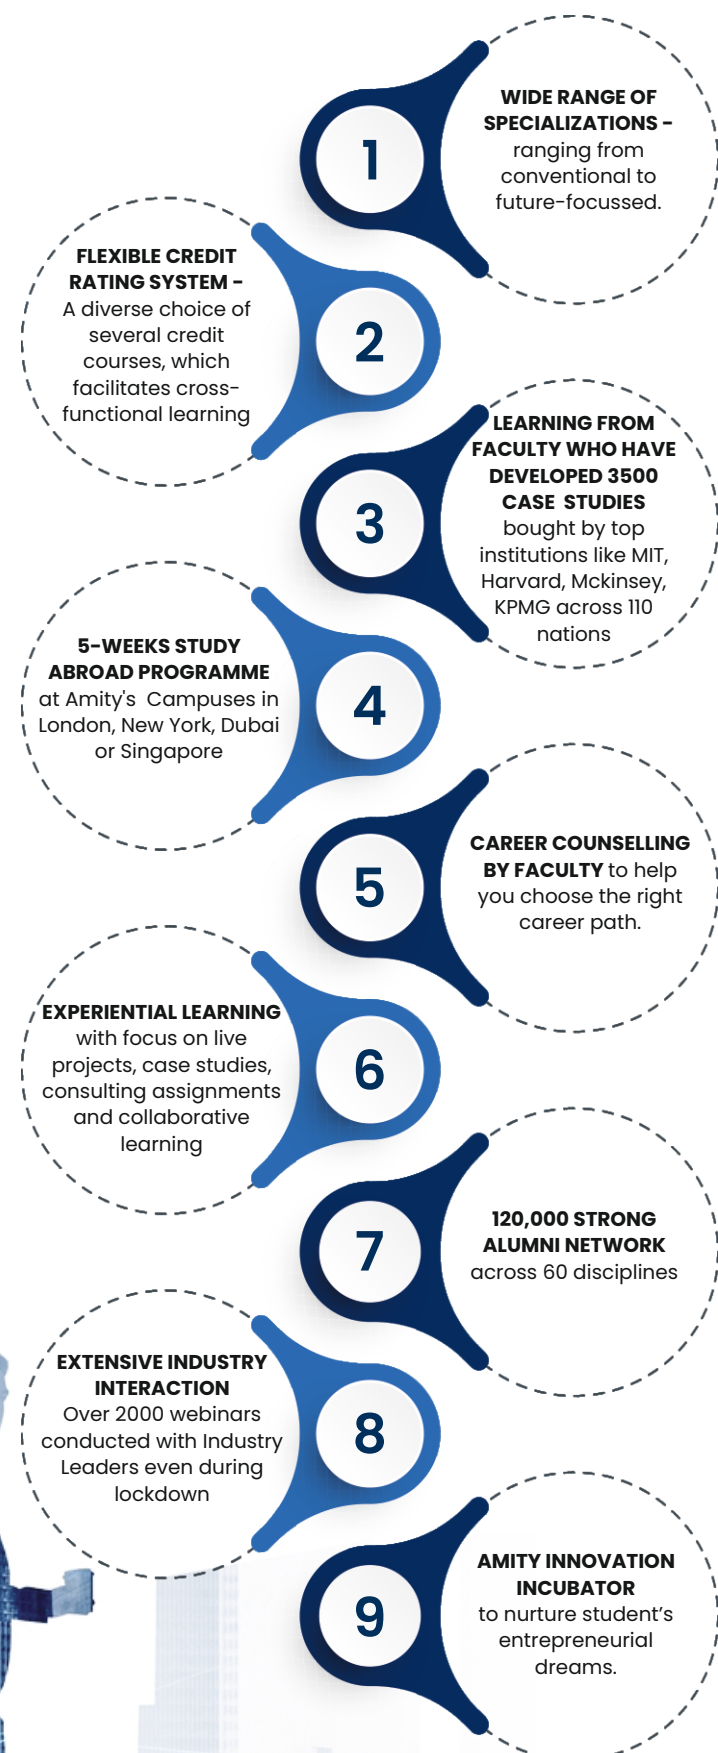 1
WIDE RANGE OF
SPECIALIZATIONS -
ranging from
conventional to
future-focussed.
2
FLEXIBLE CREDIT
RATING SYSTEM -
A diverse choice of
several credit
courses, which
facilitates cross-
functional learning
3
LEARNING FROM
FACULTY WHO HAVE
DEVELOPED 3500
CASE STUDIES
bought by top
institutions like MIT,
Harvard, Mckinsey,
KPMG across 110
nations
4
5-WEEKS STUDY
ABROAD PROGRAMME
at Amity's Campuses in
London, New York, Dubai
or Singapore
5
CAREER COUNSELLING
BY FACULTY to help
you choose the right
career path.
6
EXPERIENTIAL LEARNING
with focus on live
projects, case studies,
consulting assignments
and collaborative
learning
7
120,000 STRONG
ALUMNI NETWORK
across 60 disciplines
8
EXTENSIVE INDUSTRY
INTERACTION
Over 2000 webinars
conducted with Industry
Leaders even during
lockdown
9
AMITY INNOVATION
INCUBATOR
to nurture student's
entrepreneurial
dreams.